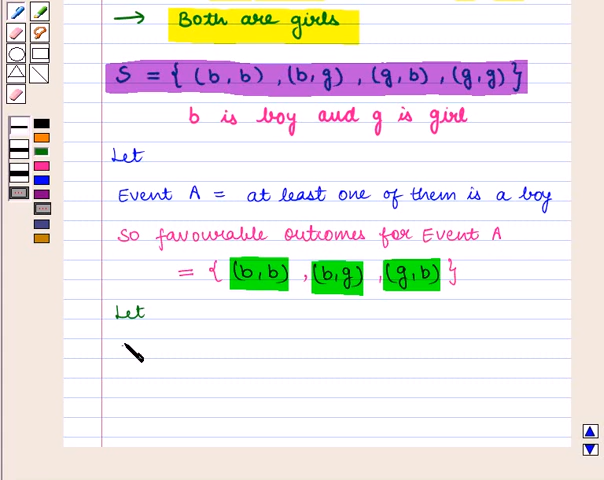 → Both are girls
S = { (b,b) , (b,g) , (g,b) , (g,g) }
b is boy and g is girl
Let
Event A = at least one of them is a boy
So favourable outcomes for Event A
= { (b,b) , (b,g) , (g,b) }
Let